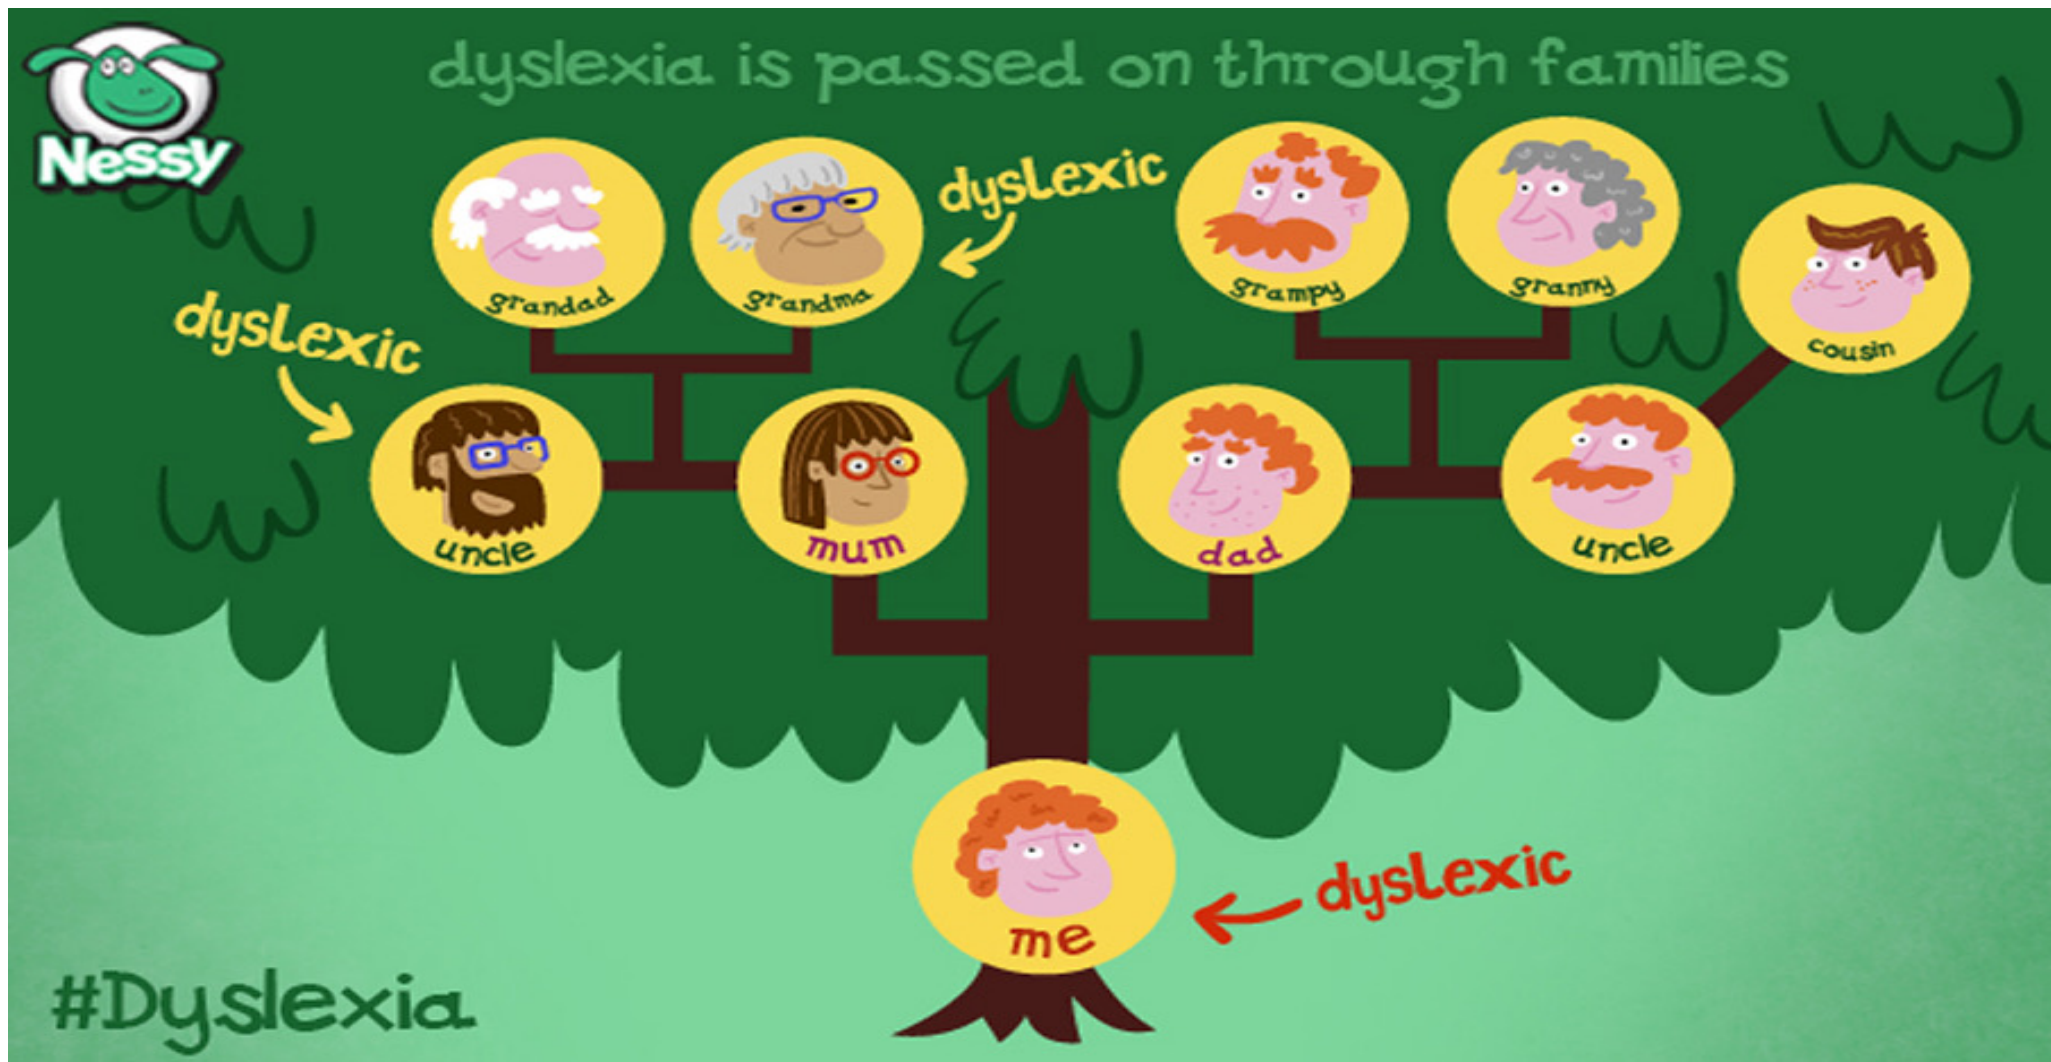 Nessy
dyslexia is passed on through families
grandad
grandma
dyslexic
grampy
granny
cousin
dyslexic
uncle
mum
dad
uncle
me
dyslexic
#Dyslexia